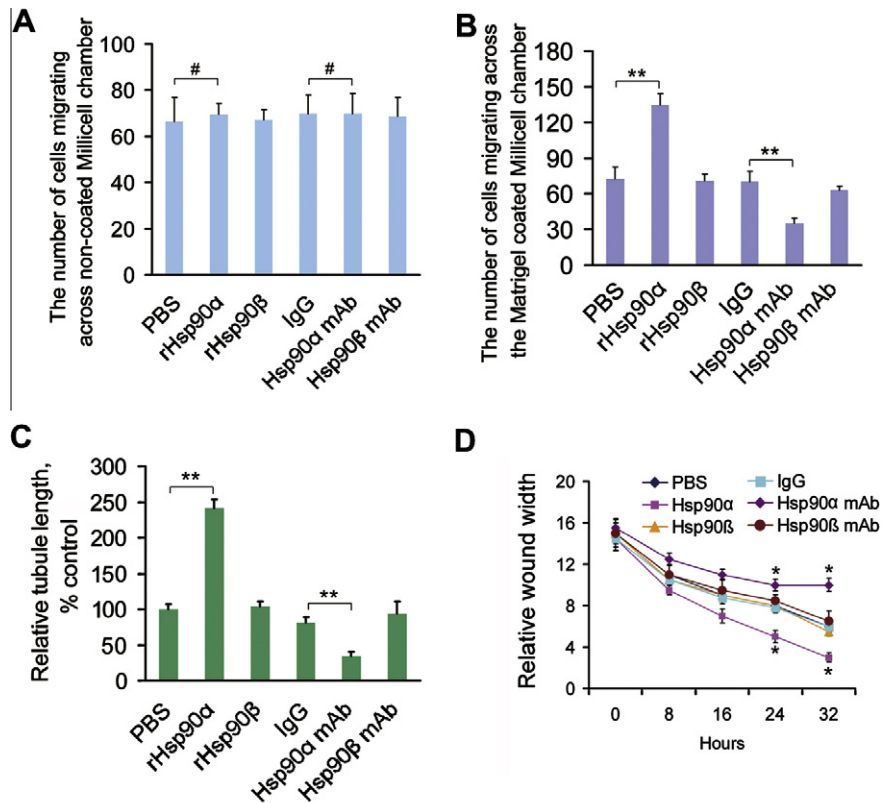 A
The number of cells migrating
across non-coated Millicell chamber
100
80
60
40
20
0
#
#
PBS
rHsp90α
rHsp90β
IgG
Hsp90α mAb
Hsp90β mAb
B
The number of cells migrating across
the Matrigel coated Millicell chamber
180
150
120
90
60
30
0
**
**
PBS
rHsp90α
rHsp90β
IgG
Hsp90α mAb
Hsp90β mAb
C
Relative tubule length,
% control
300
250
200
150
100
50
0
**
**
PBS
rHsp90α
rHsp90β
IgG
Hsp90α mAb
Hsp90β mAb
D
Relative wound width
20
16
12
8
4
0
PBS
Hsp90α
Hsp90ß
IgG
Hsp90α mAb
Hsp90ß mAb
* *
*
*
0 8 16 24 32
Hours